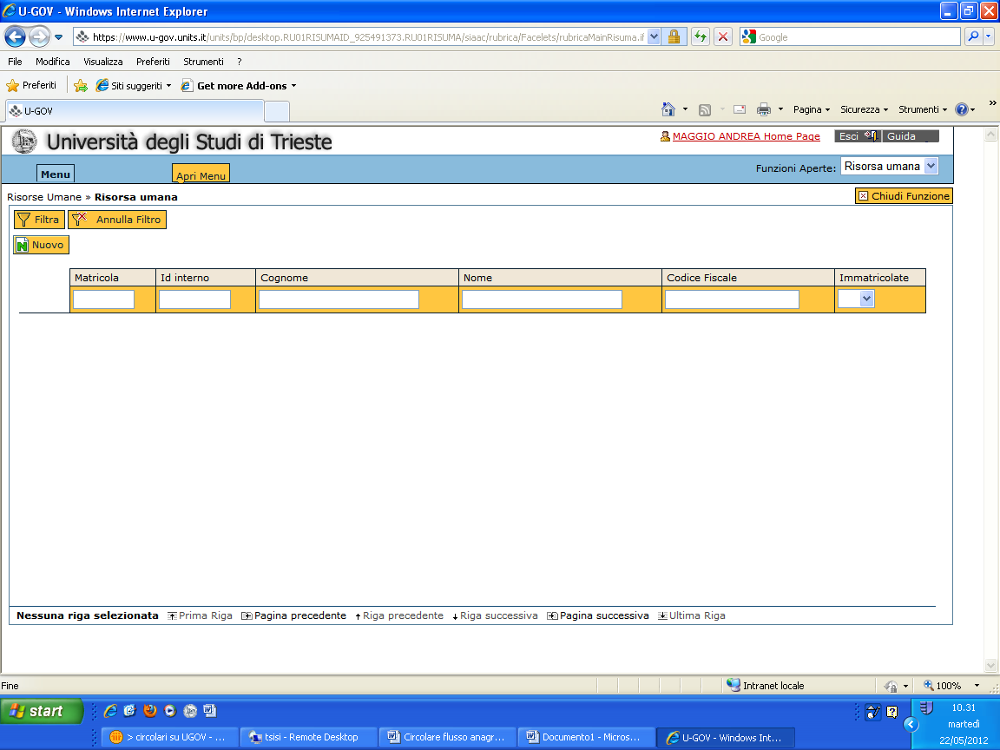 U-GOV - Windows Internet Explorer
https://www.u-gov.units.it/units/bp/desktop.RU01RISUMAID_925491373.RU01RISUMA/siaac/rubrica/Facelets/rubricaMainRisuma.if
Google
File Modifica Visualizza Preferiti Strumenti ?
Preferiti Siti suggeriti Get more Add-ons
U-GOV Pagina Sicurezza Strumenti »
Università degli Studi di Trieste MAGGIO ANDREA Home Page Esci Guida
Menu Apri Menu Funzioni Aperte: Risorsa umana
Risorse Umane » Risorsa umana Chiudi Funzione
Filtra Annulla Filtro
Nuovo
Matricola Id interno Cognome Nome Codice Fiscale Immatricolate
Nessuna riga selezionata Prima Riga Pagina precedente Riga precedente Riga successiva Pagina successiva Ultima Riga
Fine Intranet locale 100%
start 10.31
martedì
> circolari su UGOV - ... tsisi - Remote Desktop Circolare flusso anagr... Documento1 - Micros... U-GOV - Windows Int... 22/05/2012